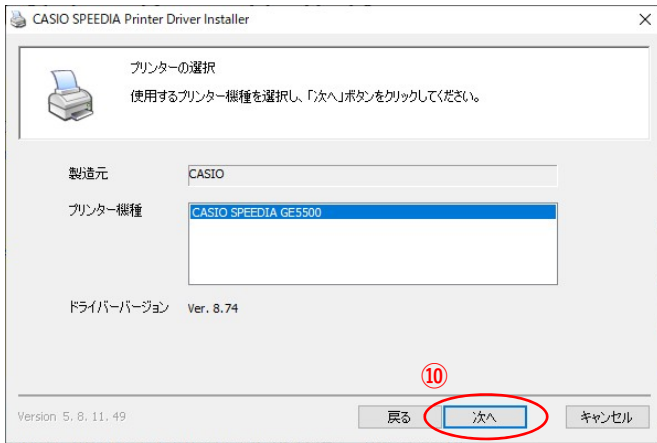 CASIO SPEEDIA Printer Driver Installer
プリンターの選択
使用するプリンター機種を選択し、「次へ」ボタンをクリックしてください。
製造元 CASIO
プリンター機種 CASIO SPEEDIA GE5500
ドライバーバージョン Ver. 8.74
⑩
Version 5. 8. 11. 49 戻る 次へ キャンセル